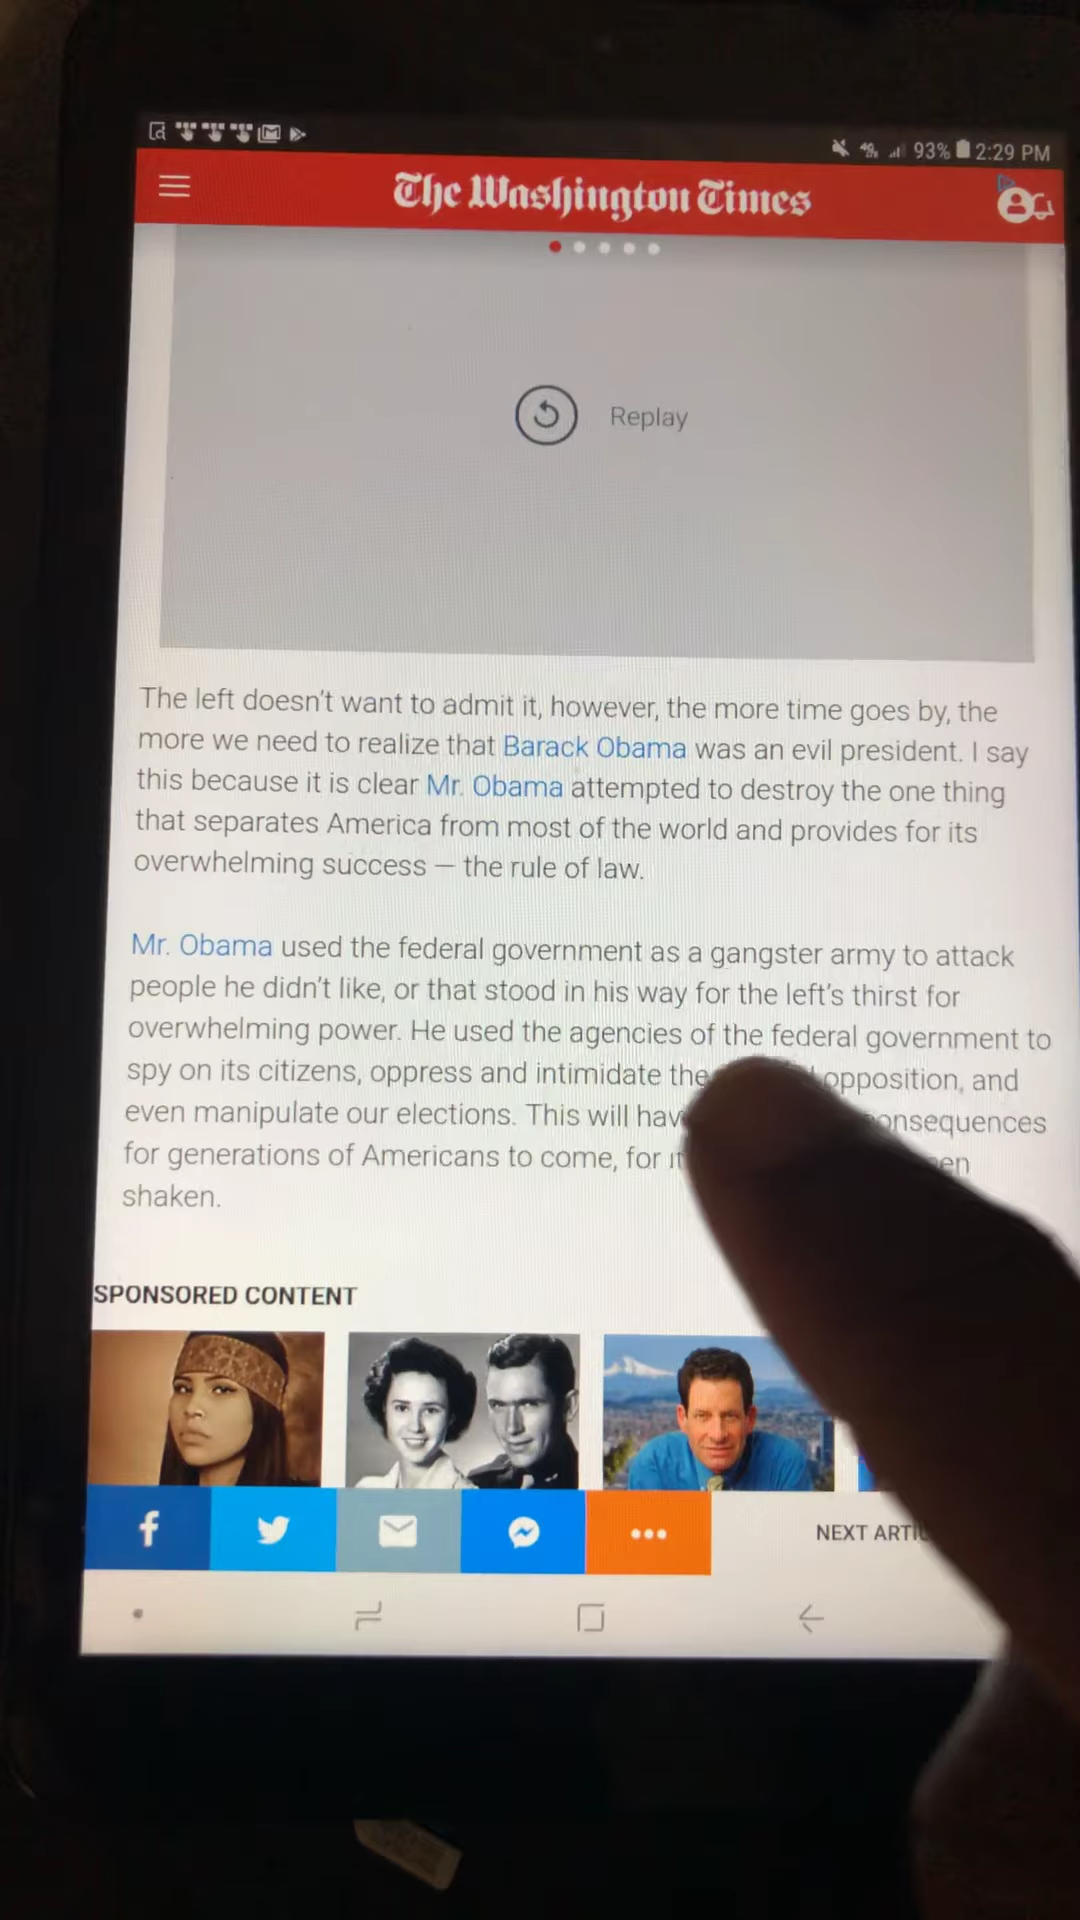 93% 2:29 PM
The Washington Times
Replay
The left doesn't want to admit it, however, the more time goes by, the
more we need to realize that Barack Obama was an evil president. I say
this because it is clear Mr. Obama attempted to destroy the one thing
that separates America from most of the world and provides for its
overwhelming success — the rule of law.
Mr. Obama used the federal government as a gangster army to attack
people he didn't like, or that stood in his way for the left's thirst for
overwhelming power. He used the agencies of the federal government to
spy on its citizens, oppress and intimidate the opposition, and
even manipulate our elections. This will
for generations of Americans to come, for
shaken.
SPONSORED CONTENT
NEXT